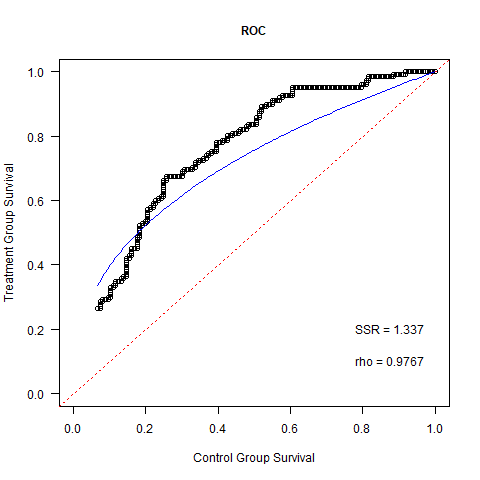 ROC
Treatment Group Survival
1.0
0.8
0.6
0.4
0.2
0.0
SSR = 1.337
rho = 0.9767
0.0 0.2 0.4 0.6 0.8 1.0
Control Group Survival